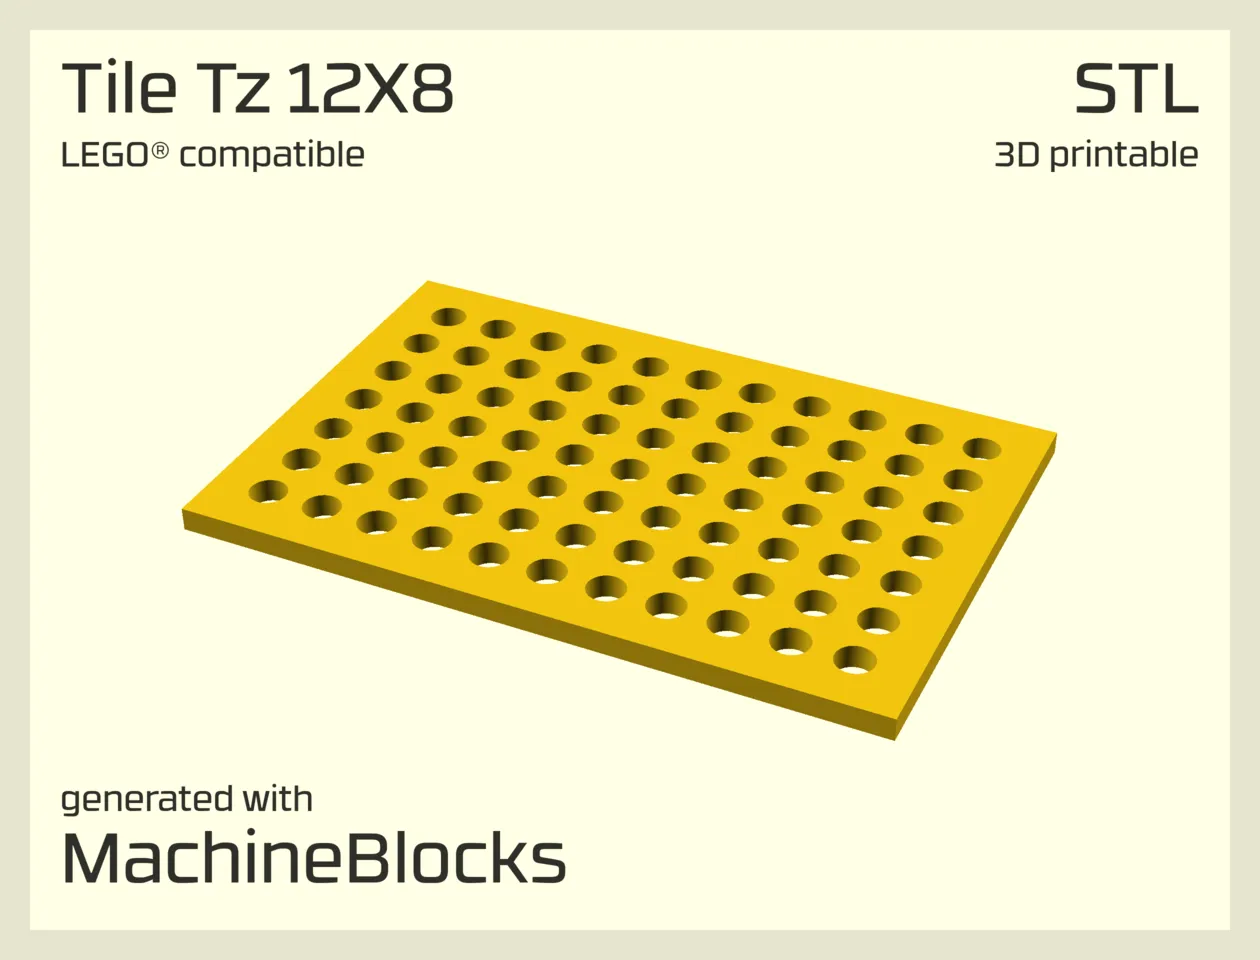 Tile Tz 12X8
LEGO® compatible
STL
3D printable
generated with
MachineBlocks